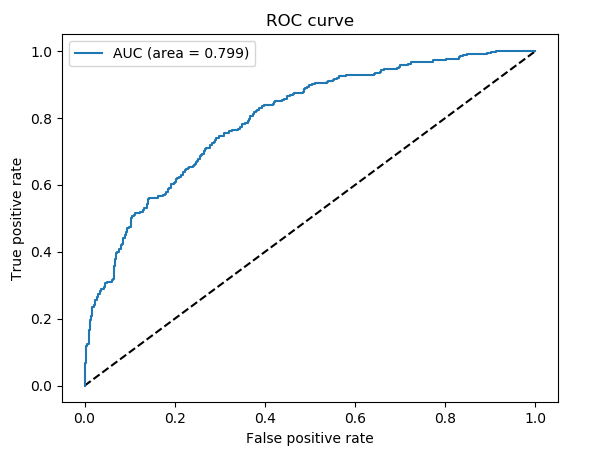 ROC curve
AUC (area = 0.799)
True positive rate
1.0
0.8
0.6
0.4
0.2
0.0
0.0 0.2 0.4 0.6 0.8 1.0
False positive rate